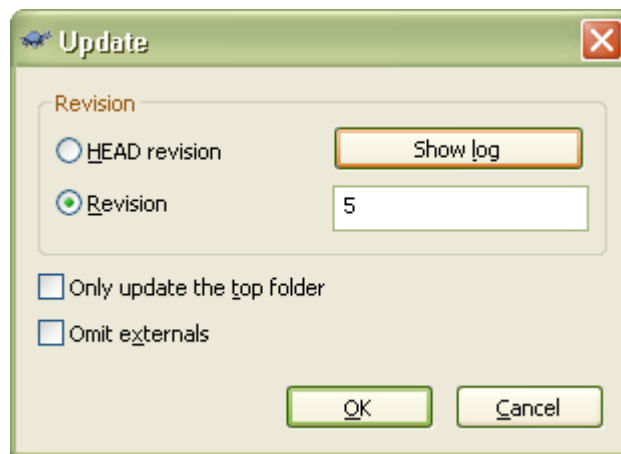 Update
Revision
HEAD revision
Show log
Revision
5
Only update the top folder
Omit externals
OK
Cancel